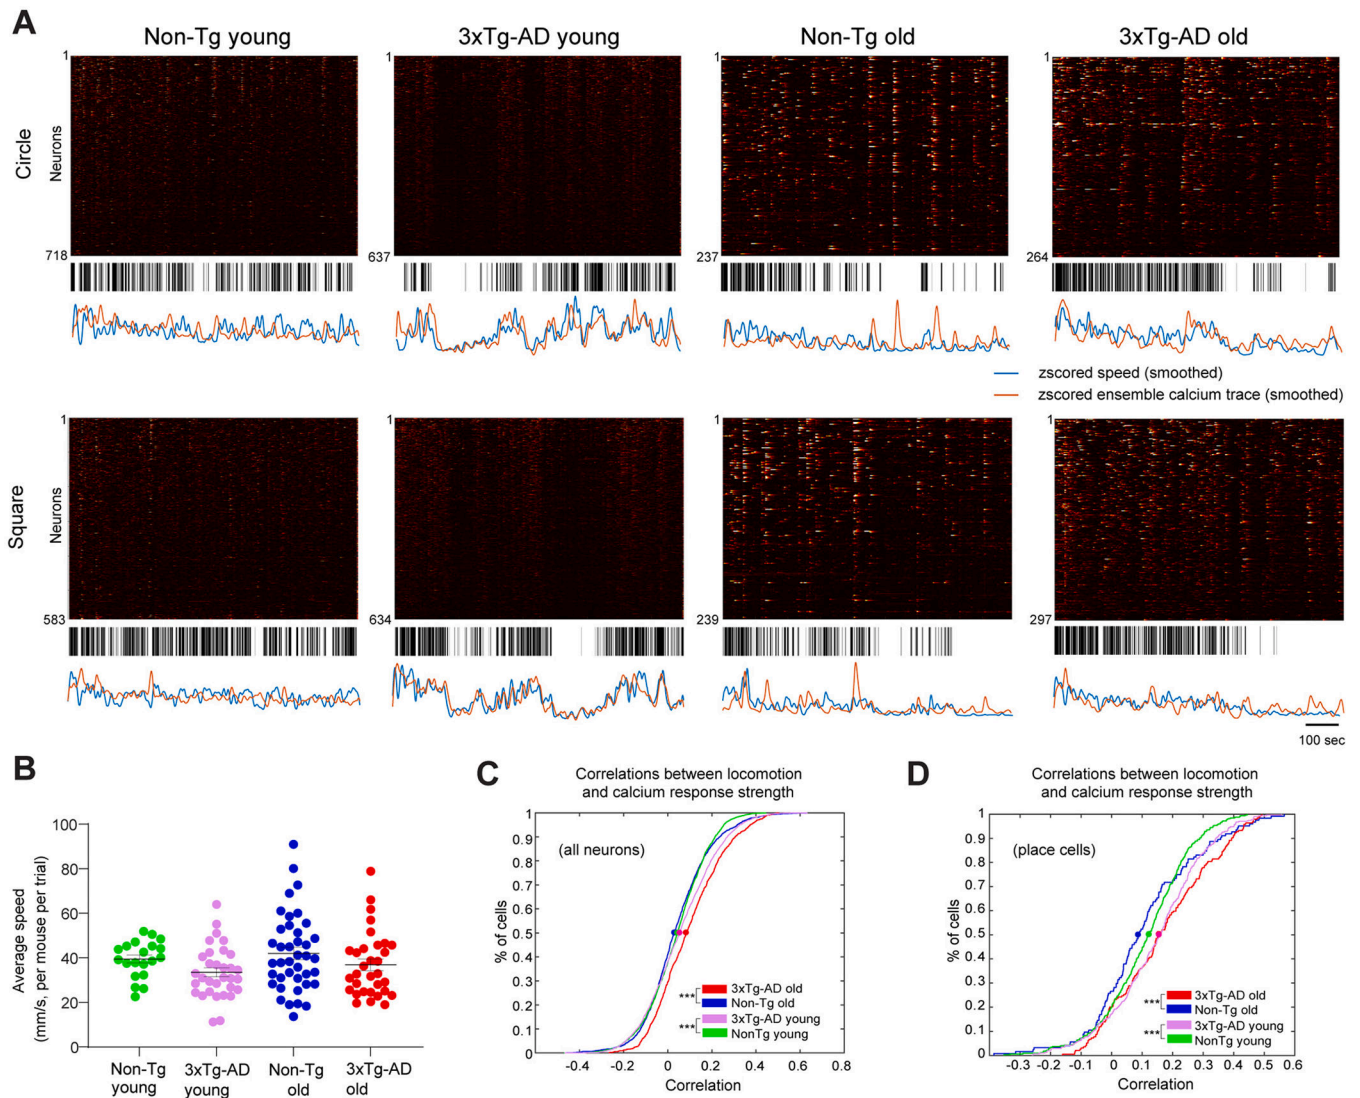 A
Non-Tg young
3xTg-AD young
Non-Tg old
3xTg-AD old
Circle
Neurons
1
718
1
637
1
237
1
264
zscored speed (smoothed)
zscored ensemble calcium trace (smoothed)
Square
Neurons
1
583
1
634
1
239
1
297
100 sec
B
Average speed
(mm/s, per mouse per trial)
100
80
60
40
20
0
Non-Tg
young
3xTg-AD
young
Non-Tg
old
3xTg-AD
old
C
Correlations between locomotion
and calcium response strength
(all neurons)
% of cells
1
0.9
0.8
0.7
0.6
0.5
0.4
0.3
0.2
0.1
0
-0.4
-0.2
0
0.2
0.4
0.6
0.8
Correlation
*** 3xTg-AD old
Non-Tg old
*** 3xTg-AD young
NonTg young
D
Correlations between locomotion
and calcium response strength
(place cells)
% of cells
1
0.9
0.8
0.7
0.6
0.5
0.4
0.3
0.2
0.1
0
-0.3
-0.2
-0.1
0
0.1
0.2
0.3
0.4
0.5
0.6
Correlation
*** 3xTg-AD old
Non-Tg old
*** 3xTg-AD young
NonTg young